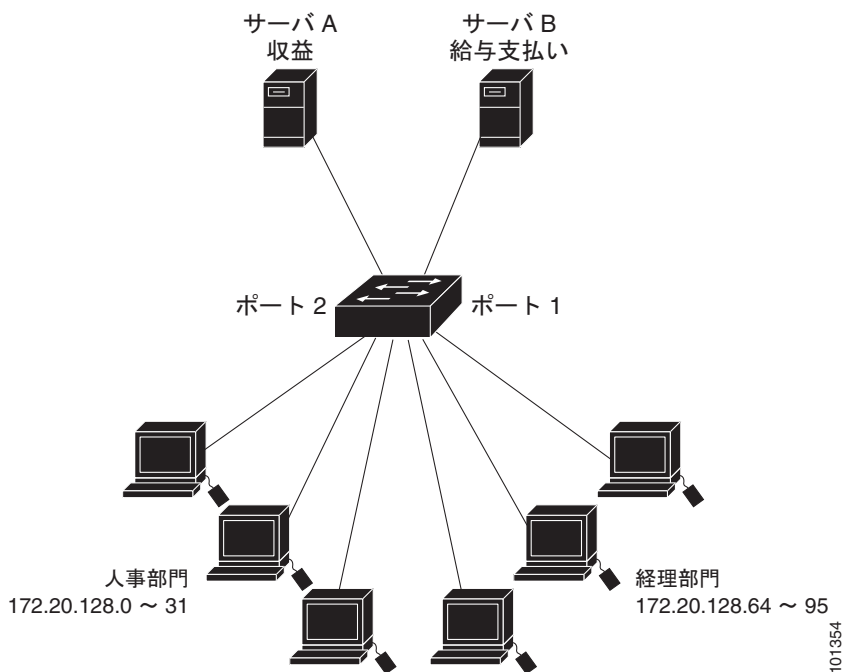 サーバ A
収益
サーバ B
給与支払い
ポート 2
ポート 1
人事部門
172.20.128.0 ～ 31
経理部門
172.20.128.64 ～ 95
101354